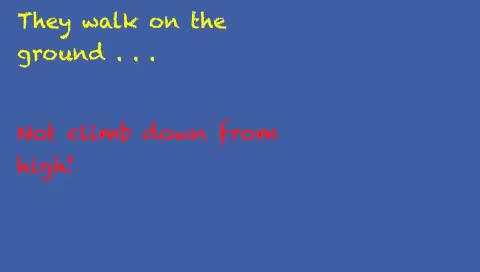 They walk on the
ground . . .
Not climb down from
high!